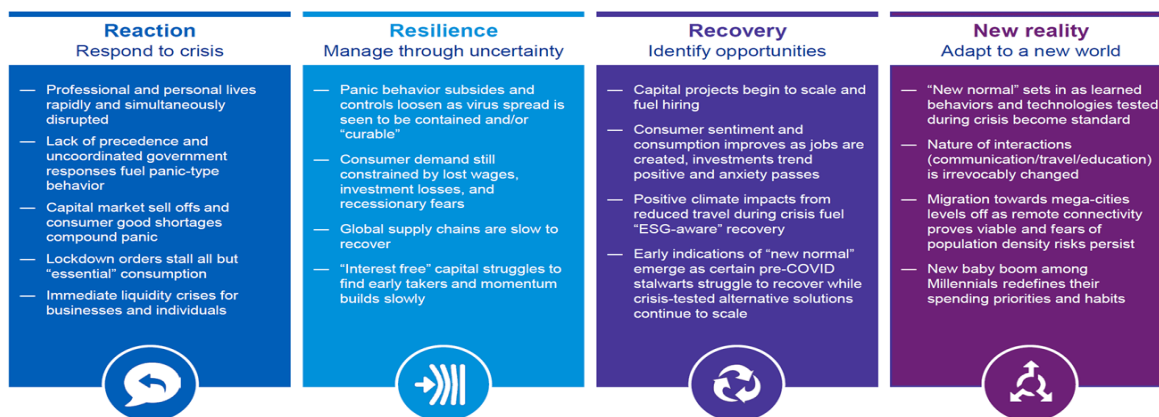 Reaction
Respond to crisis
— Professional and personal lives
rapidly and simultaneously
disrupted
— Lack of precedence and
uncoordinated government
responses fuel panic-type
behavior
— Capital market sell offs and
consumer good shortages
compound panic
— Lockdown orders stall all but
“essential” consumption
— Immediate liquidity crises for
businesses and individuals
Resilience
Manage through uncertainty
— Panic behavior subsides and
controls loosen as virus spread is
seen to be contained and/or
“curable”
— Consumer demand still
constrained by lost wages,
investment losses, and
recessionary fears
— Global supply chains are slow to
recover
— “Interest free” capital struggles to
find early takers and momentum
builds slowly
Recovery
Identify opportunities
— Capital projects begin to scale and
fuel hiring
— Consumer sentiment and
consumption improves as jobs are
created, investments trend
positive and anxiety passes
— Positive climate impacts from
reduced travel during crisis fuel
“ESG-aware” recovery
— Early indications of “new normal”
emerge as certain pre-COVID
stalwarts struggle to recover while
crisis-tested alternative solutions
continue to scale
New reality
Adapt to a new world
— “New normal” sets in as learned
behaviors and technologies tested
during crisis become standard
— Nature of interactions
(communication/travel/education)
is irrevocably changed
— Migration towards mega-cities
levels off as remote connectivity
proves viable and fears of
population density risks persist
— New baby boom among
Millennials redefines their
spending priorities and habits